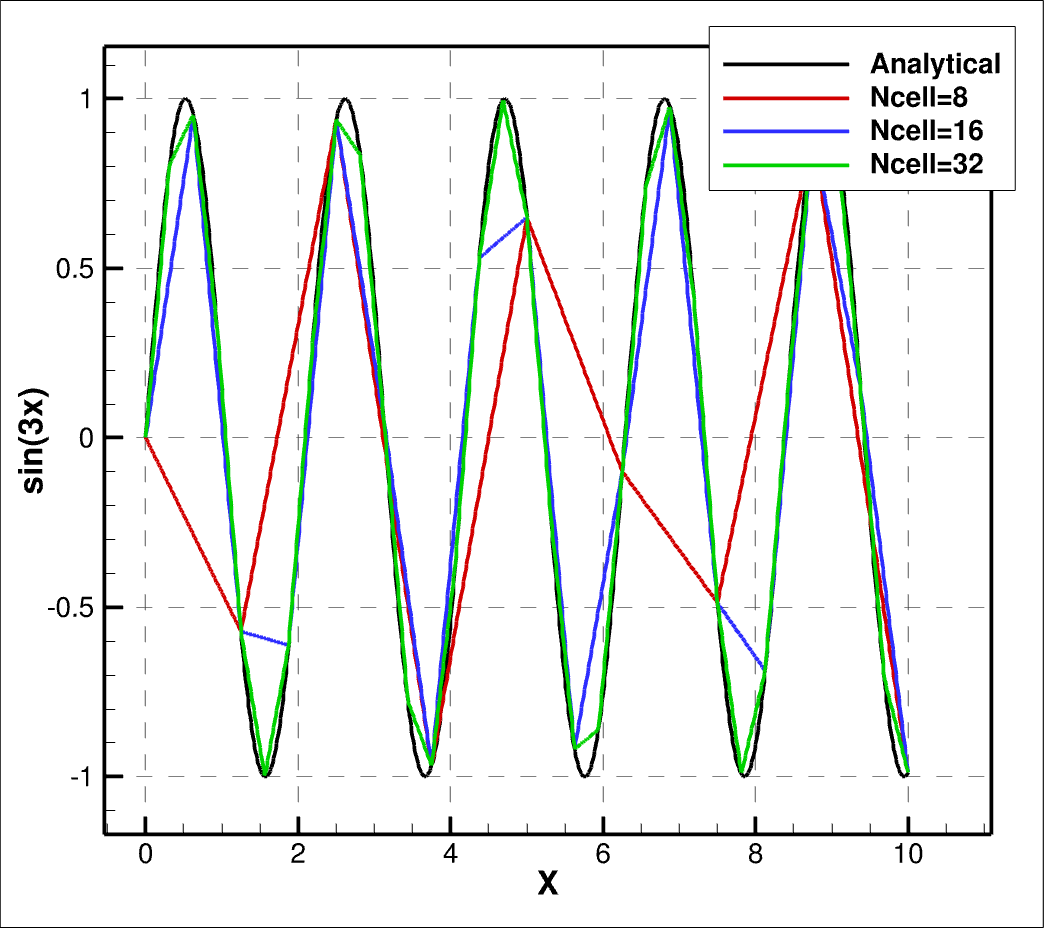 Analytical
Ncell=8
Ncell=16
Ncell=32
1
0.5
0
-0.5
-1
sin(3x)
0 2 4 6 8 10
X